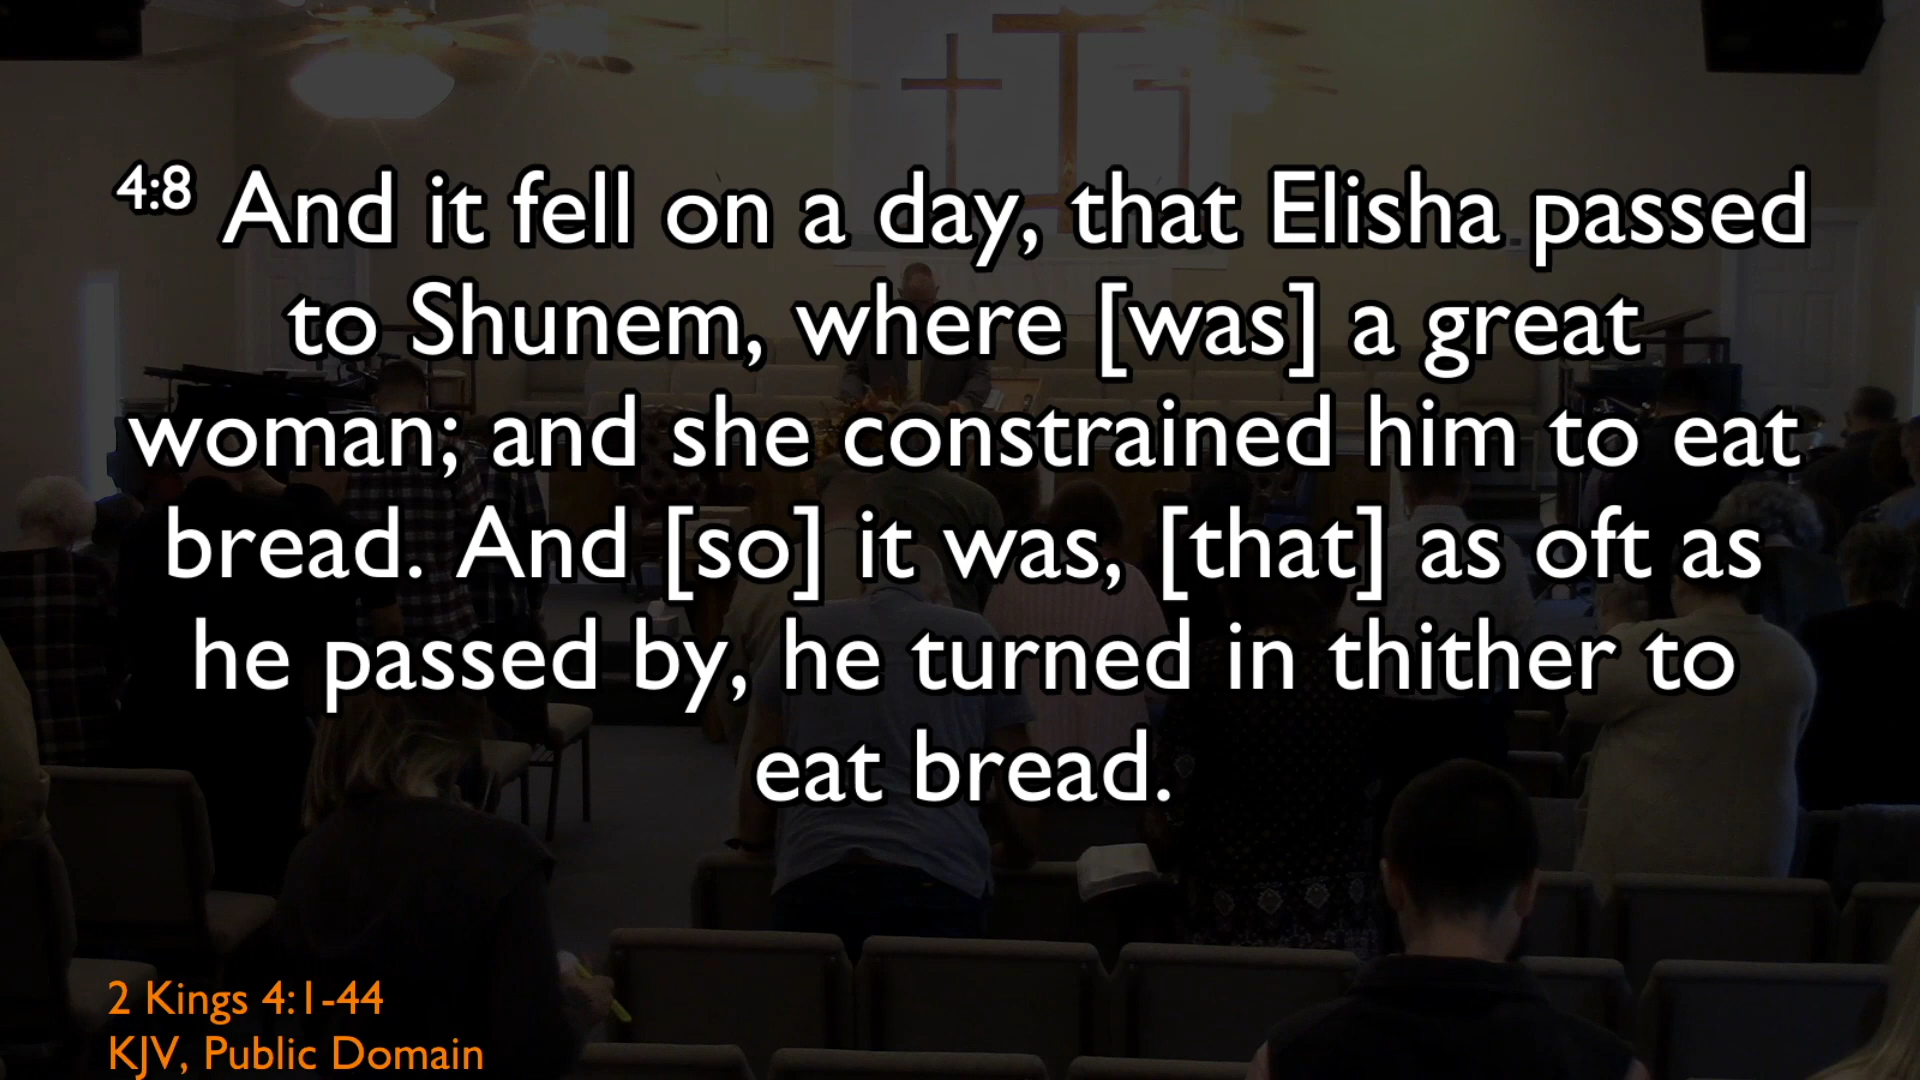 4:8 And it fell on a day, that Elisha passed
to Shunem, where [was] a great
woman; and she constrained him to eat
bread. And [so] it was, [that] as oft as
he passed by, he turned in thither to
eat bread.
2 Kings 4:1-44
KJV, Public Domain